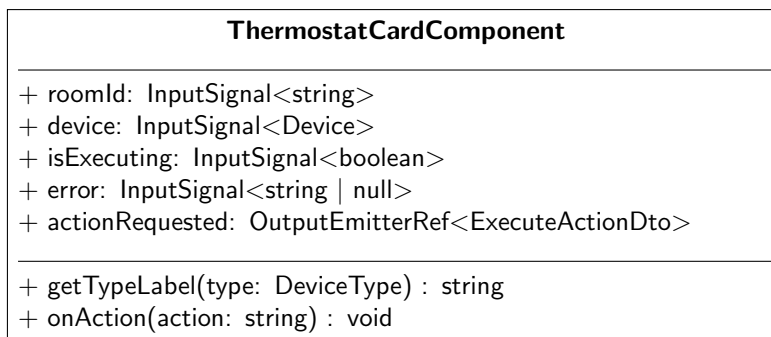 ThermostatCardComponent
+ roomId: InputSignal<string>
+ device: InputSignal<Device>
+ isExecuting: InputSignal<boolean>
+ error: InputSignal<string | null>
+ actionRequested: OutputEmitterRef<ExecuteActionDto>
+ getTypeLabel(type: DeviceType) : string
+ onAction(action: string) : void